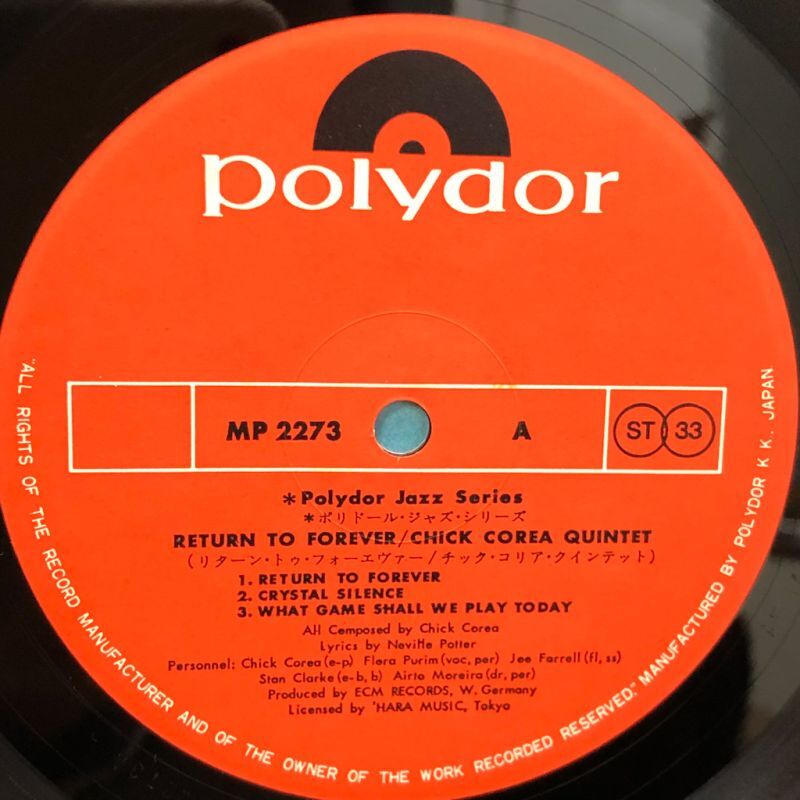 polydor
MP 2273
A
ST 33
*Polydor Jazz Series
*ポリドール・ジャズ・シリーズ
RETURN TO FOREVER/CHICK COREA QUINTET
(リターン・トゥ・フォーエヴァー/チック・コリア・クインテット)
1. RETURN TO FOREVER
2. CRYSTAL SILENCE
3. WHAT GAME SHALL WE PLAY TODAY
All Composed by Chick Corea
Lyrics by Neville Potter
Personnel: Chick Corea (e-p) Flora Purim (voc, per) Joe Farrell (fl, ss)
Stan Clarke (e-b, b) Airto Moreira (dr, per)
Produced by ECM RECORDS, W. Germany
Licensed by 'HARA MUSIC, Tokyo
"ALL RIGHTS OF THE RECORD MANUFACTURER AND OF THE OWNER OF THE WORK RECORDED RESERVED." MANUFACTURED BY POLYDOR K.K., JAPAN